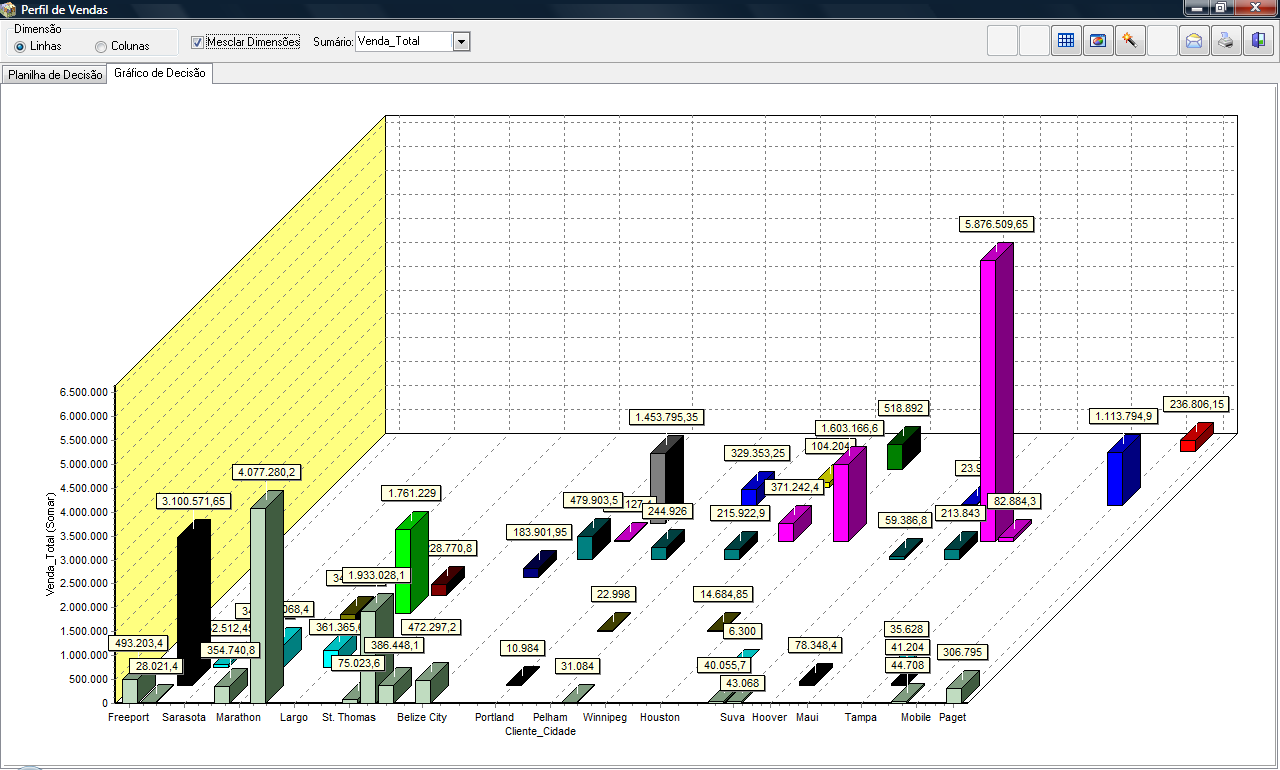 Perfil de Vendas
Dimensão
Linhas
Colunas
Mesclar Dimensões
Sumário:
Venda_Total
Planilha de Decisão
Gráfico de Decisão
5.876.509,65
236.806,15
518.892
1.113.794,9
1.453.795,35
1.603.166,6
104.204
329.353,25
6.500.000
6.000.000
5.500.000
5.000.000
4.500.000
4.000.000
3.500.000
3.000.000
2.500.000
2.000.000
1.500.000
1.000.000
500.000
0
Venda_Total (Somar)
4.077.280,2
3.100.571,65
1.761.229
371.242,4
479.903,5
244.926
215.922,9
82.884,3
213.843
59.386,8
183.901,95
28.770,8
1.933.028,1
22.998
14.684,85
361.365,6
472.297,2
6.300
35.628
493.203,4
354.740,8
386.448,1
10.984
78.348,4
41.204
306.795
28.021,4
75.023,6
31.084
40.055,7
44.708
43.068
Freeport
Sarasota
Marathon
Largo
St. Thomas
Belize City
Portland
Pelham
Winnipeg
Houston
Suva
Hoover
Maui
Tampa
Mobile
Paget
Cliente_Cidade